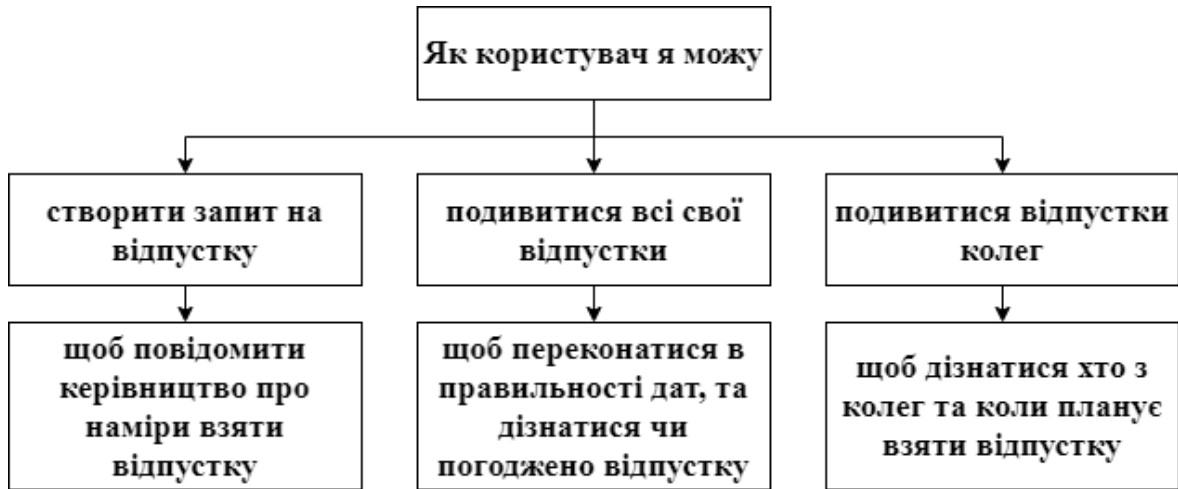 Як користувач я можу
створити запит на
відпустку
подивитися всі свої
відпустки
подивитися відпустки
колег
щоб повідомити
керівництво про
наміри взяти
відпустку
щоб переконатися в
правильності дат, та
дізнатися чи
погоджено відпустку
щоб дізнатися хто з
колег та коли планує
взяти відпустку